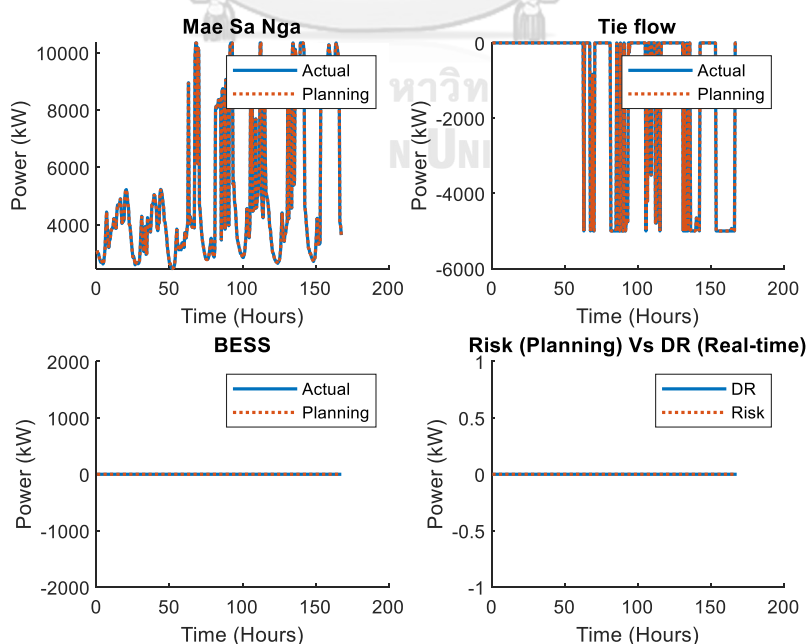 Mae Sa Nga
Power (kW)
10000
8000
6000
4000
0
50
100
150
200
Time (Hours)
Actual
Planning
Tie flow
Power (kW)
0
-2000
-4000
-6000
0
50
100
150
200
Time (Hours)
Actual
Planning
BESS
Power (kW)
2000
1000
0
-1000
-2000
0
50
100
150
200
Time (Hours)
Actual
Planning
Risk (Planning) Vs DR (Real-time)
Power (kW)
1
0.5
0
-0.5
-1
0
50
100
150
200
Time (Hours)
DR
Risk